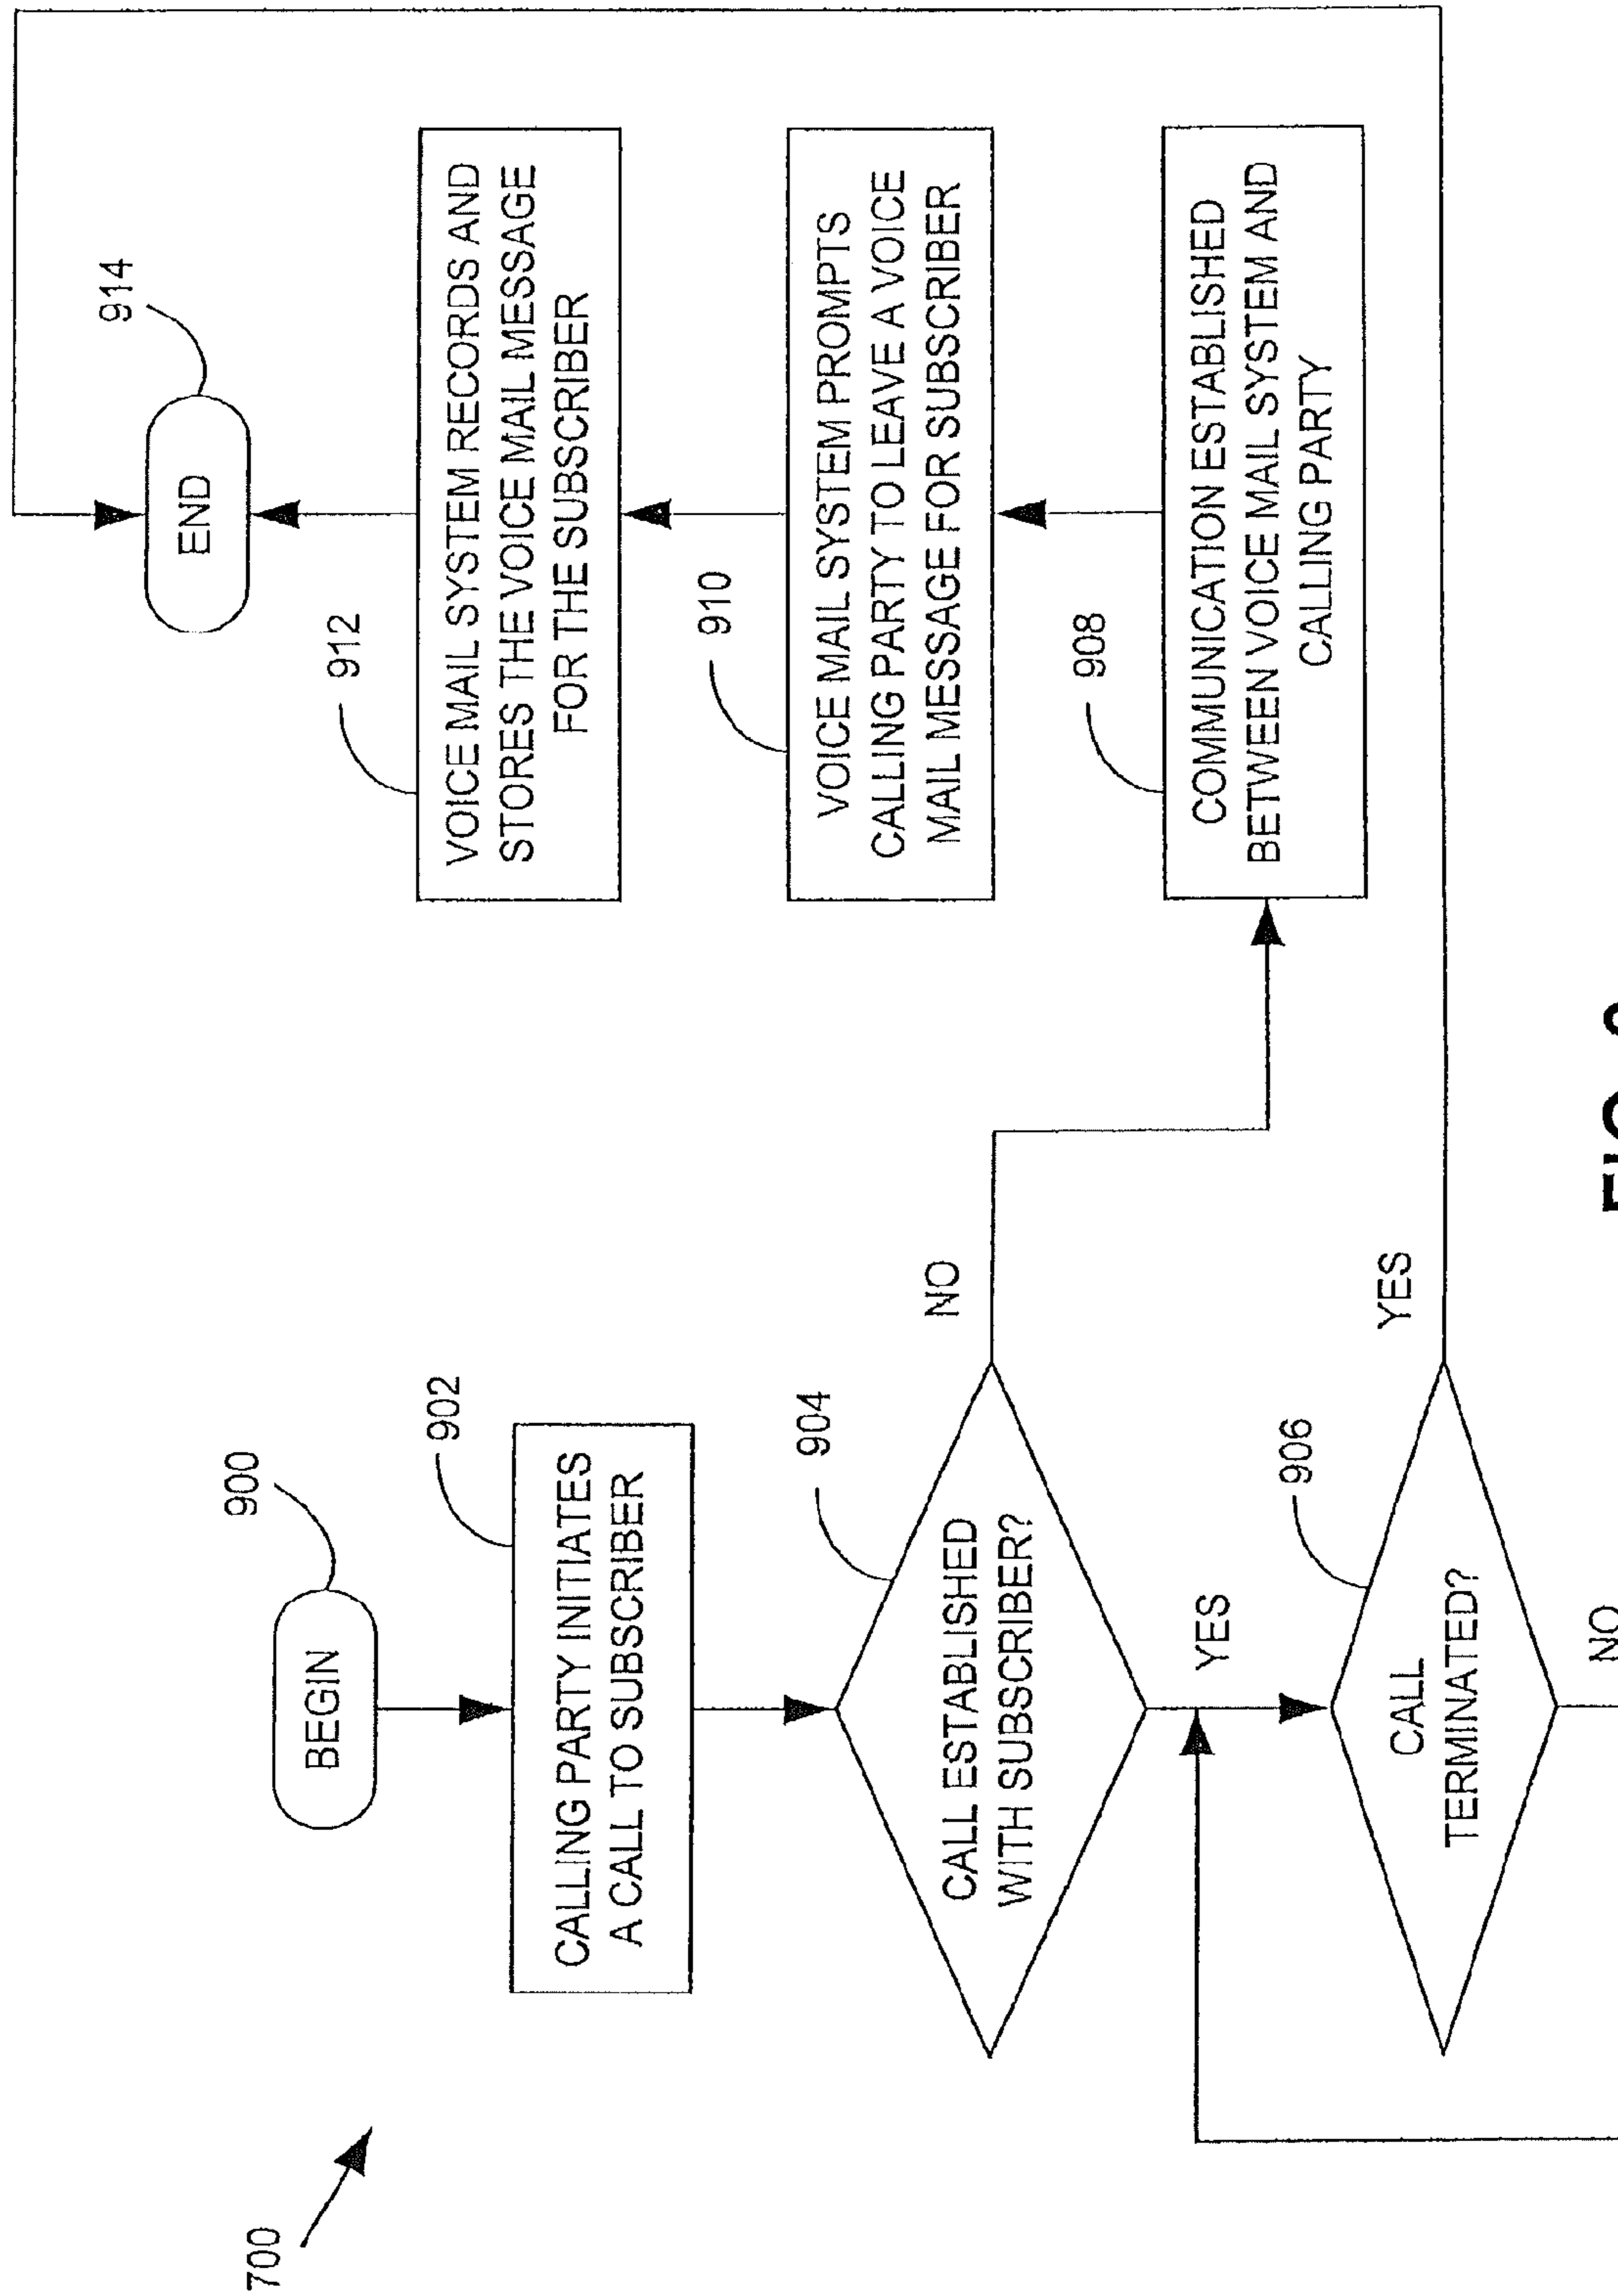 700
900
BEGIN
902
CALLING PARTY INITIATES
A CALL TO SUBSCRIBER
904
CALL ESTABLISHED
WITH SUBSCRIBER?
NO
YES
906
CALL
TERMINATED?
YES
NO
914
END
912
VOICE MAIL SYSTEM RECORDS AND
STORES THE VOICE MAIL MESSAGE
FOR THE SUBSCRIBER
910
VOICE MAIL SYSTEM PROMPTS
CALLING PARTY TO LEAVE A VOICE
MAIL MESSAGE FOR SUBSCRIBER
908
COMMUNICATION ESTABLISHED
BETWEEN VOICE MAIL SYSTEM AND
CALLING PARTY
FIG.